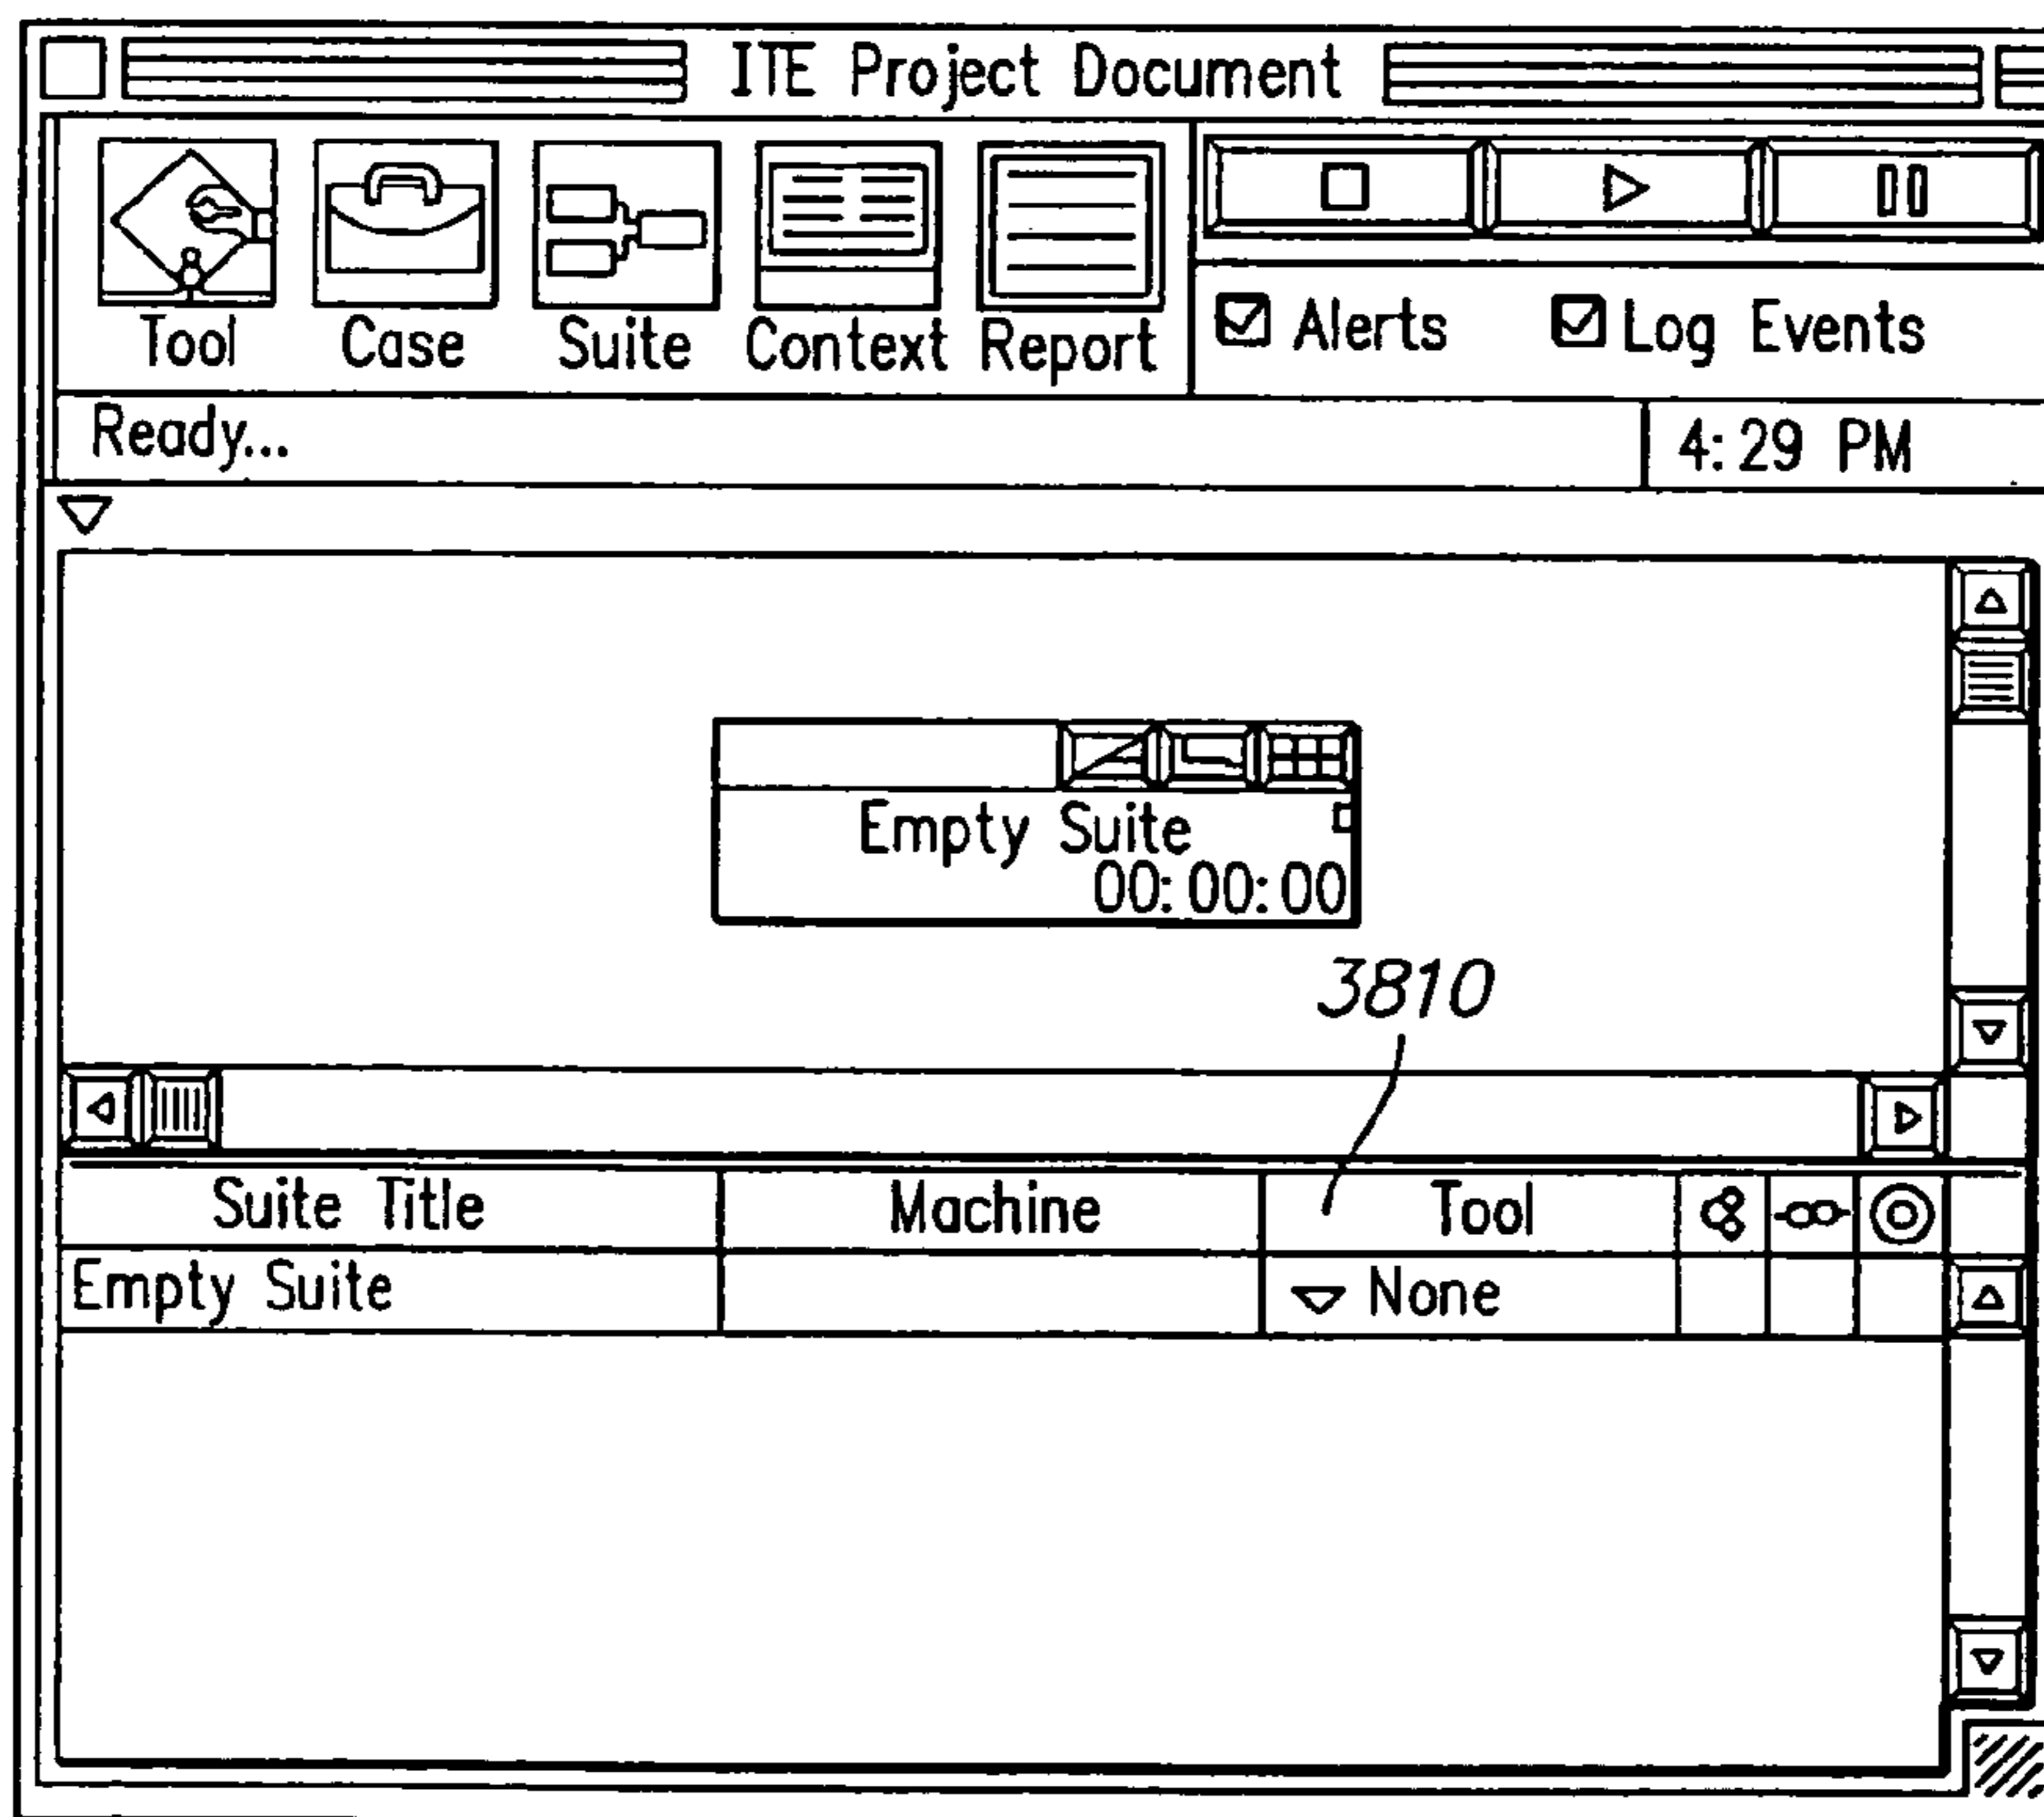 ITE Project Document
Tool Case Suite Context Report
Alerts Log Events
Ready... 4:29 PM
Empty Suite
00:00:00
3810
Suite Title Machine Tool
Empty Suite None